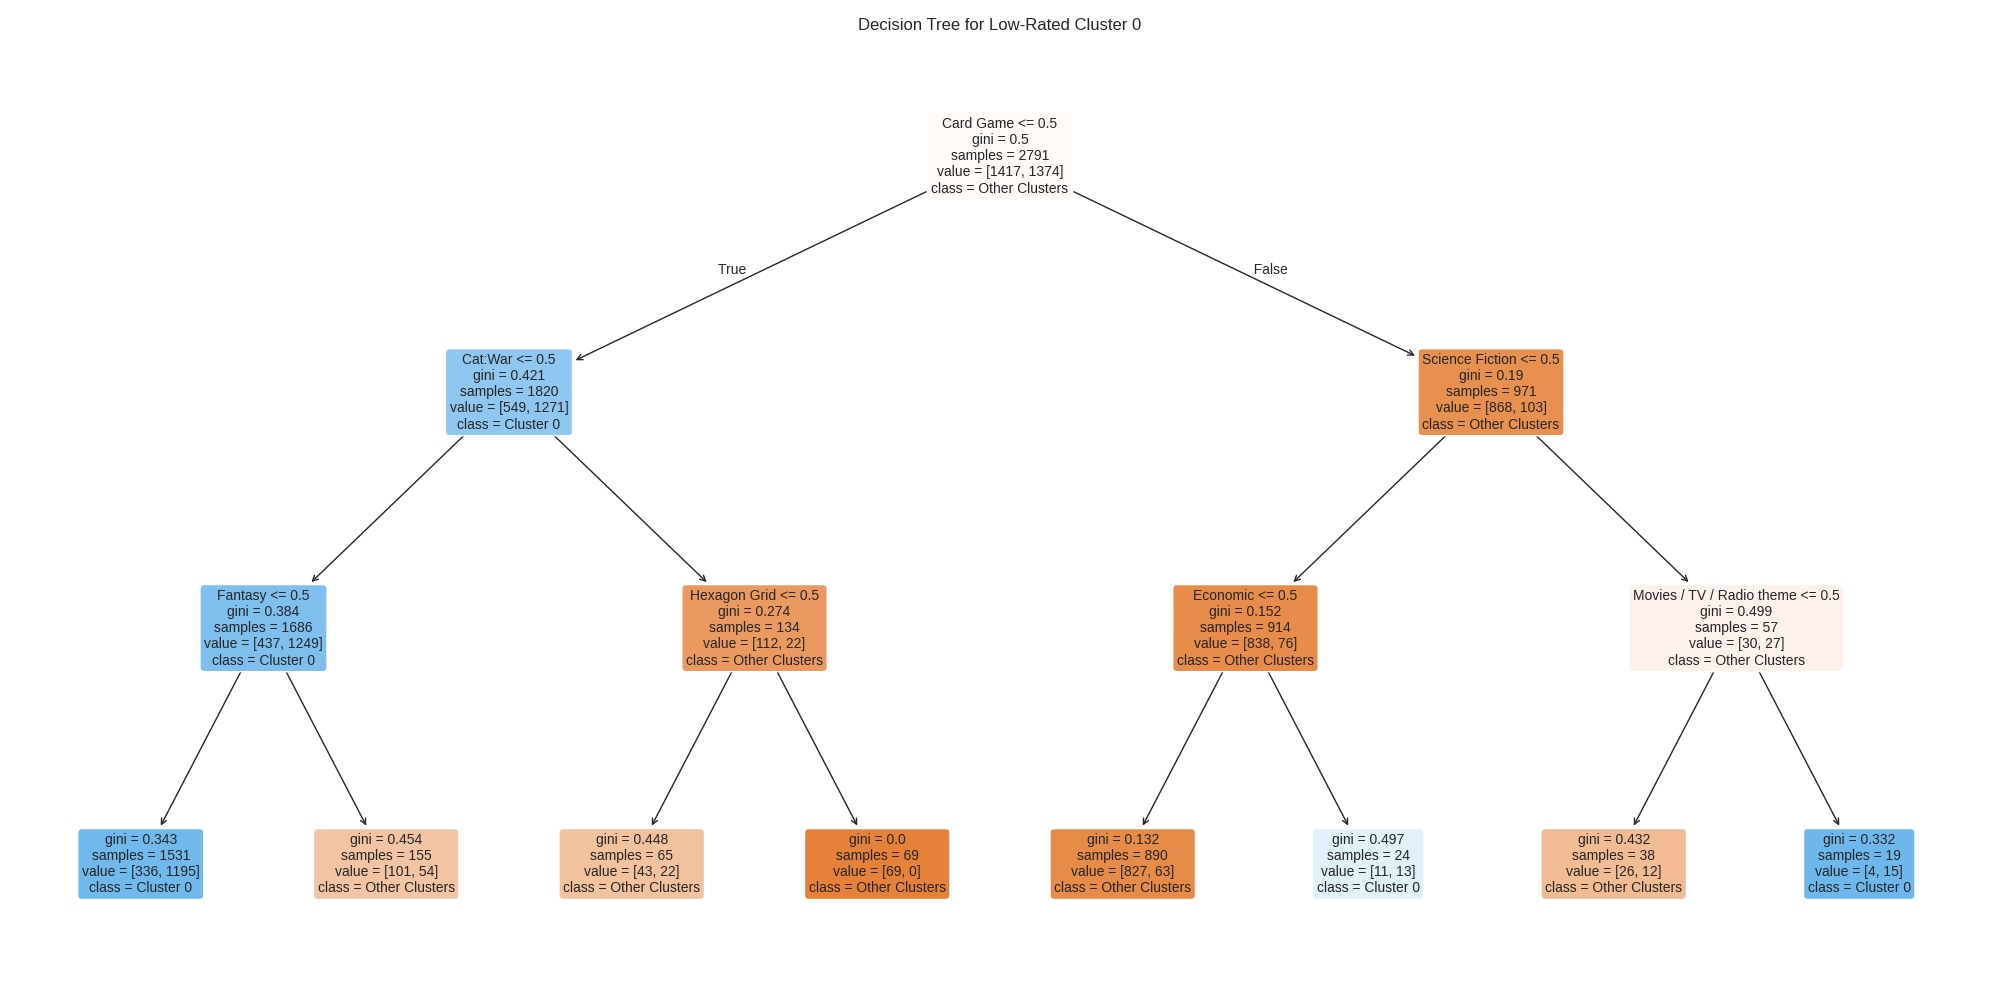 Decision Tree for Low-Rated Cluster 0
Card Game <= 0.5
gini = 0.5
samples = 2791
value = [1417, 1374]
class = Other Clusters
True
False
Cat:War <= 0.5
gini = 0.421
samples = 1820
value = [549, 1271]
class = Cluster 0
Science Fiction <= 0.5
gini = 0.19
samples = 971
value = [868, 103]
class = Other Clusters
Fantasy <= 0.5
gini = 0.384
samples = 1686
value = [437, 1249]
class = Cluster 0
Hexagon Grid <= 0.5
gini = 0.274
samples = 134
value = [112, 22]
class = Other Clusters
Economic <= 0.5
gini = 0.152
samples = 914
value = [838, 76]
class = Other Clusters
Movies / TV / Radio theme <= 0.5
gini = 0.499
samples = 57
value = [30, 27]
class = Other Clusters
gini = 0.343
samples = 1531
value = [336, 1195]
class = Cluster 0
gini = 0.454
samples = 155
value = [101, 54]
class = Other Clusters
gini = 0.448
samples = 65
value = [43, 22]
class = Other Clusters
gini = 0.0
samples = 69
value = [69, 0]
class = Other Clusters
gini = 0.132
samples = 890
value = [827, 63]
class = Other Clusters
gini = 0.497
samples = 24
value = [11, 13]
class = Cluster 0
gini = 0.432
samples = 38
value = [26, 12]
class = Other Clusters
gini = 0.332
samples = 19
value = [4, 15]
class = Cluster 0